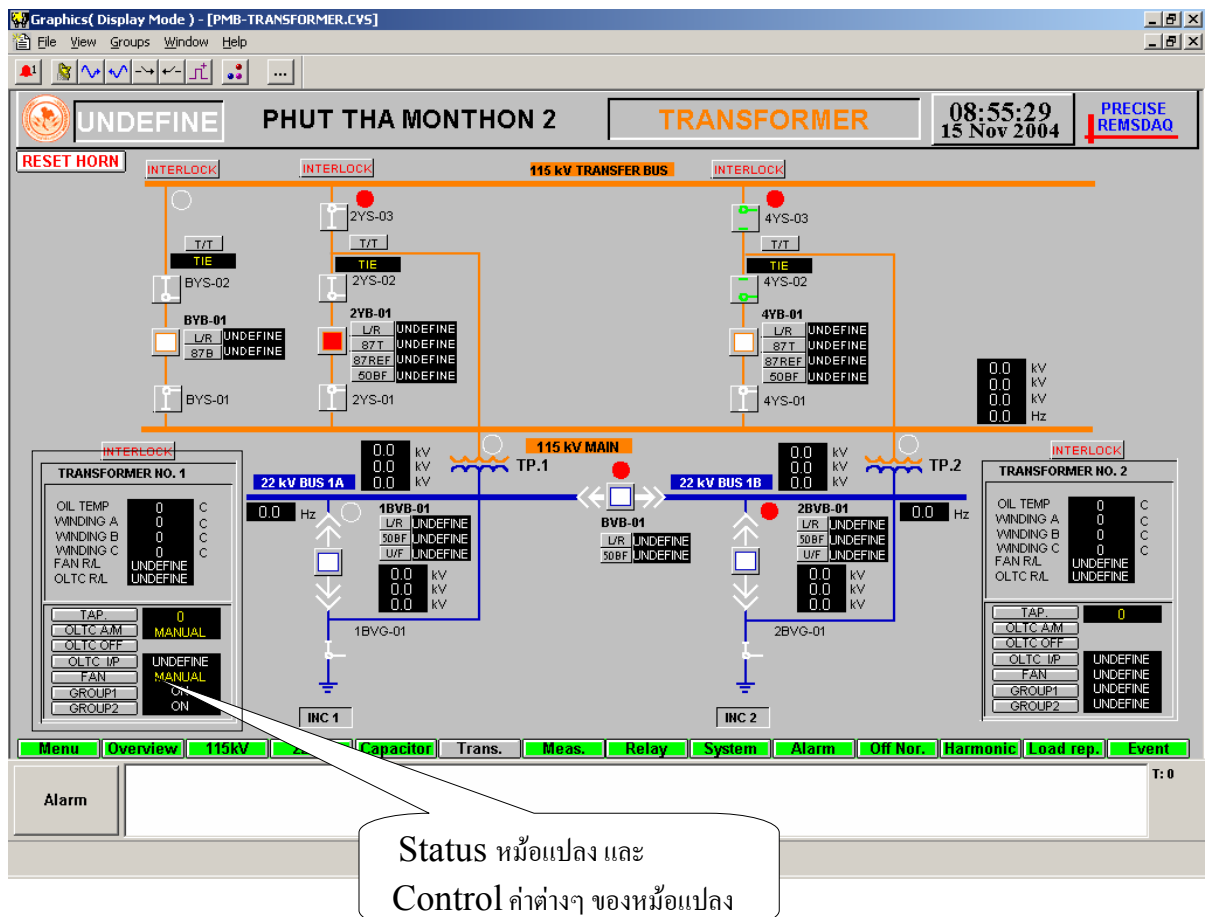 Graphics( Display Mode ) - [PMB-TRANSFORMER.CVS]
File View Groups Window Help
1
...
UNDEFINE
PHUT THA MONTHON 2
TRANSFORMER
08:55:29
15 Nov 2004
PRECISE
REMSDAQ
RESET HORN
INTERLOCK
INTERLOCK
115 kV TRANSFER BUS
INTERLOCK
2YS-03
4YS-03
T/T
TIE
T/T
TIE
T/T
TIE
BYS-02
2YS-02
4YS-02
BYB-01
L/R UNDEFINE
87B UNDEFINE
2YB-01
L/R UNDEFINE
87T UNDEFINE
87REF UNDEFINE
50BF UNDEFINE
4YB-01
L/R UNDEFINE
87T UNDEFINE
87REF UNDEFINE
50BF UNDEFINE
BYS-01
2YS-01
4YS-01
0.0 kV
0.0 kV
0.0 kV
0.0 Hz
115 kV MAIN
INTERLOCK
TRANSFORMER NO. 1
OIL TEMP 0 C
WINDING A 0 C
WINDING B 0 C
WINDING C 0 C
FAN R/L UNDEFINE
OLTC R/L UNDEFINE
TAP. 0
OLTC A/M MANUAL
OLTC OFF
OLTC I/P UNDEFINE
FAN MANUAL
GROUP1 ON
GROUP2 ON
22 kV BUS 1A
0.0 kV
0.0 kV
0.0 kV
TP.1
0.0 Hz
1BVB-01
L/R UNDEFINE
50BF UNDEFINE
U/F UNDEFINE
0.0 kV
0.0 kV
0.0 kV
1BVG-01
INC 1
BVB-01
L/R UNDEFINE
50BF UNDEFINE
22 kV BUS 1B
0.0 kV
0.0 kV
0.0 kV
TP.2
2BVB-01
L/R UNDEFINE
50BF UNDEFINE
U/F UNDEFINE
0.0 kV
0.0 kV
0.0 kV
0.0 Hz
2BVG-01
INC 2
INTERLOCK
TRANSFORMER NO. 2
OIL TEMP 0 C
WINDING A 0 C
WINDING B 0 C
WINDING C 0 C
FAN R/L UNDEFINE
OLTC R/L UNDEFINE
TAP. 0
OLTC A/M
OLTC OFF
OLTC I/P UNDEFINE
FAN UNDEFINE
GROUP1 UNDEFINE
GROUP2 UNDEFINE
Menu Overview 115kV Capacitor Trans. Meas. Relay System Alarm Off Nor. Harmonic Load rep. Event
Alarm
T: 0
Status หม้อแปลง และ
Control ค่าต่างๆ ของหม้อแปลง